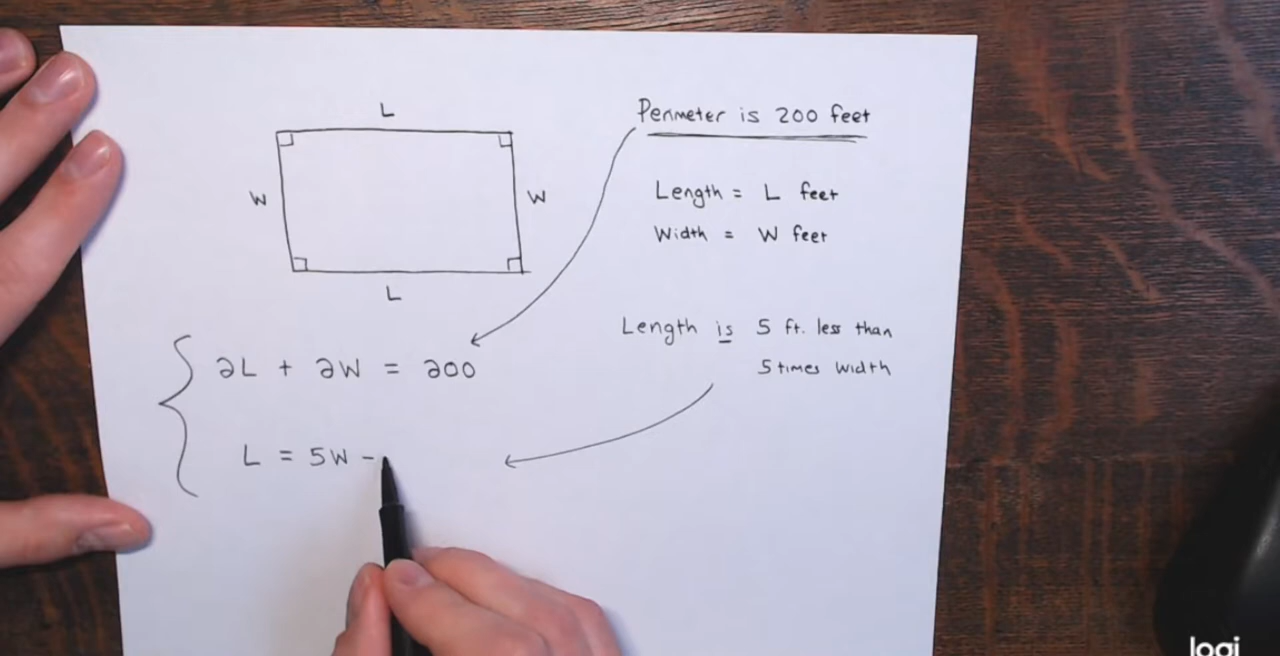 L
Perimeter is 200 feet
W
W
Length = L feet
Width = W feet
L
Length is 5 ft. less than
5 times width
2L + 2W = 200
L = 5W -
logi